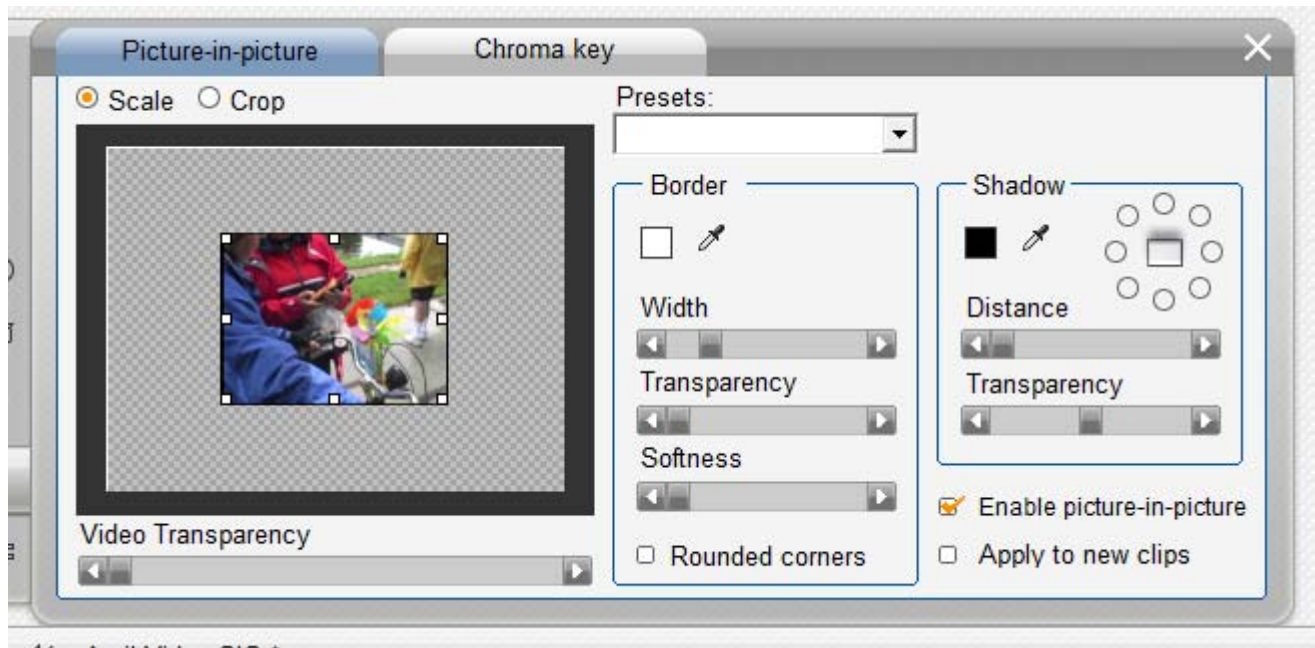 Picture-in-picture
Chroma key
Scale
Crop
Presets:
Border
Shadow
Width
Distance
Transparency
Transparency
Softness
Enable picture-in-picture
Video Transparency
Rounded corners
Apply to new clips